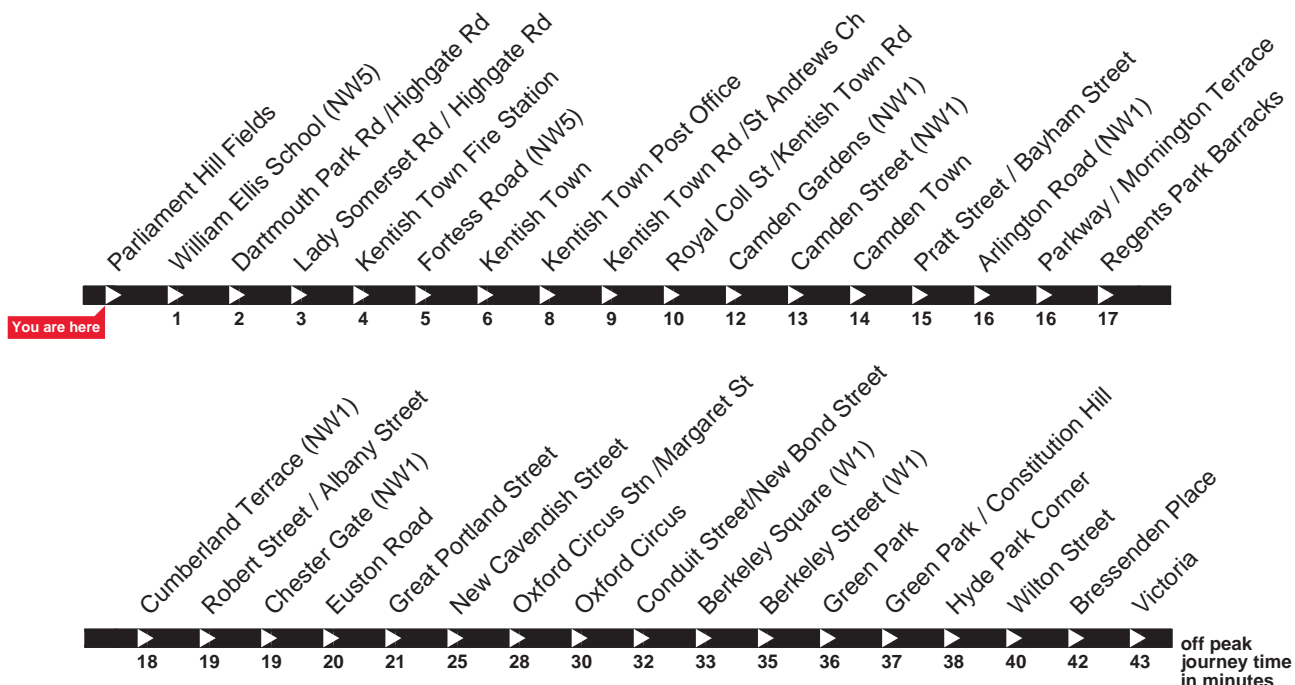 Parliament Hill Fields
William Ellis School (NW5)
Dartmouth Park Rd /Highgate Rd
Lady Somerset Rd / Highgate Rd
Kentish Town Fire Station
Fortess Road (NW5)
Kentish Town
Kentish Town Post Office
Kentish Town Rd /St Andrews Ch
Royal Coll St /Kentish Town Rd
Camden Gardens (NW1)
Camden Street (NW1)
Camden Town
Pratt Street / Bayham Street
Arlington Road (NW1)
Parkway / Mornington Terrace
Regents Park Barracks
You are here
1 2 3 4 5 6 8 9 10 12 13 14 15 16 16 17
Cumberland Terrace (NW1)
Robert Street / Albany Street
Chester Gate (NW1)
Euston Road
Great Portland Street
New Cavendish Street
Oxford Circus Stn /Margaret St
Oxford Circus
Conduit Street/New Bond Street
Berkeley Square (W1)
Berkeley Street (W1)
Green Park
Green Park / Constitution Hill
Hyde Park Corner
Wilton Street
Bressenden Place
Victoria
18 19 19 20 21 25 28 30 32 33 35 36 37 38 40 42 43
off peak
journey time
in minutes